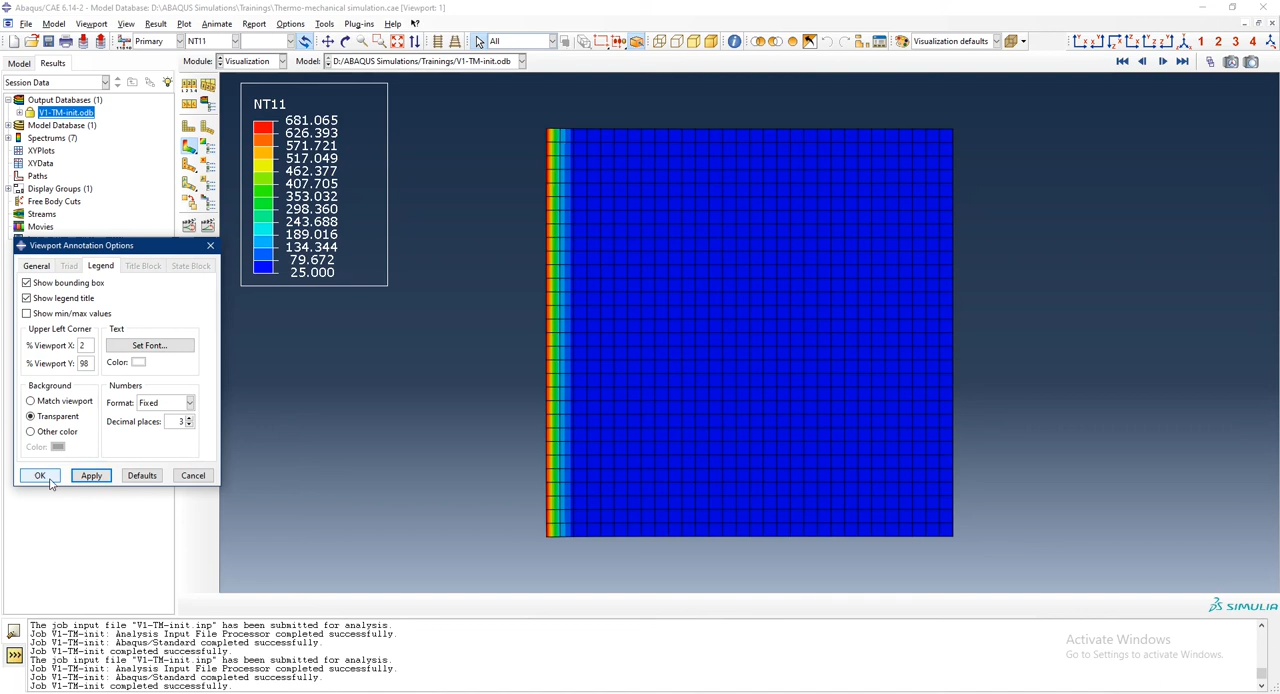 Abaqus/CAE 6.14-2 - Model Database: D:\ABAQUS Simulations\Trainings\Thermo-mechanical simulation.cae [Viewport: 1]
File Model Viewport View Result Plot Animate Report Options Tools Plug-ins Help
Primary NT11 All Visualization defaults 1 2 3 4
Model Results Module: Visualization Model: D:/ABAQUS Simulations/Trainings/V1-TM-init.odb
Session Data
Output Databases (1)
V1-TM-init.odb
Model Database (1)
Spectrums (7)
XYPlots
XYData
Paths
Display Groups (1)
Free Body Cuts
Streams
Movies
NT11
681.065
626.393
571.721
517.049
462.377
407.705
353.032
298.360
243.688
189.016
134.344
79.672
25.000
Viewport Annotation Options
General Triad Legend Title Block State Block
Show bounding box
Show legend title
Show min/max values
Upper Left Corner Text
% Viewport X: 2 Set Font...
% Viewport Y: 98 Color:
Background Numbers
Match viewport Format: Fixed
Transparent Decimal places: 3
Other color
Color:
OK Apply Defaults Cancel
SIMULIA
The job input file "V1-TM-init.inp" has been submitted for analysis.
Job V1-TM-init: Analysis Input File Processor completed successfully.
Job V1-TM-init: Abaqus/Standard completed successfully.
Job V1-TM-init completed successfully.
The job input file "V1-TM-init.inp" has been submitted for analysis.
Job V1-TM-init: Analysis Input File Processor completed successfully.
Job V1-TM-init: Abaqus/Standard completed successfully.
Job V1-TM-init completed successfully.
Activate Windows
Go to Settings to activate Windows.